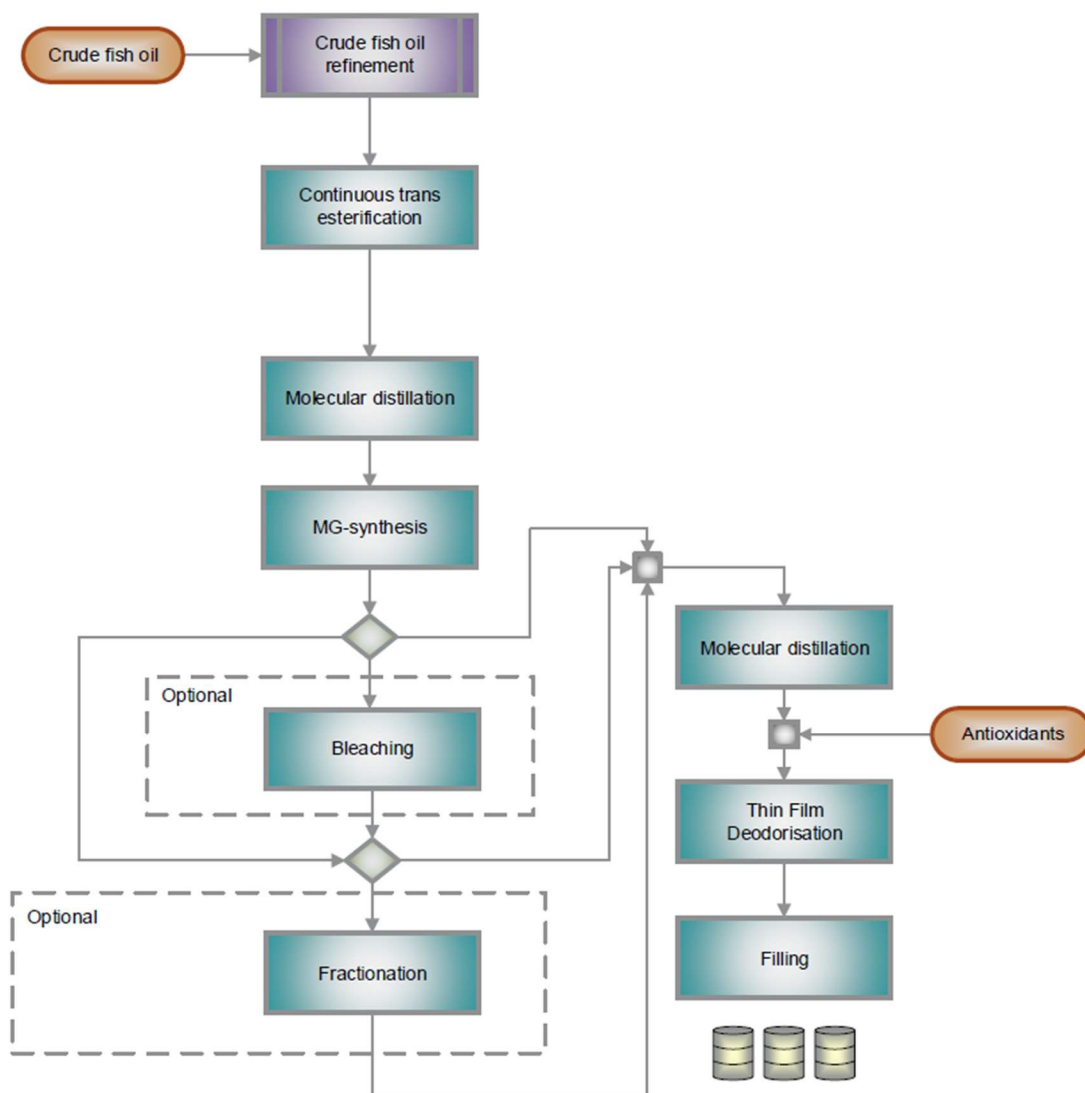 Crude fish oil
Crude fish oil
refinement
Continuous trans
esterification
Molecular distillation
MG-synthesis
Optional
Bleaching
Optional
Fractionation
Molecular distillation
Antioxidants
Thin Film
Deodorisation
Filling